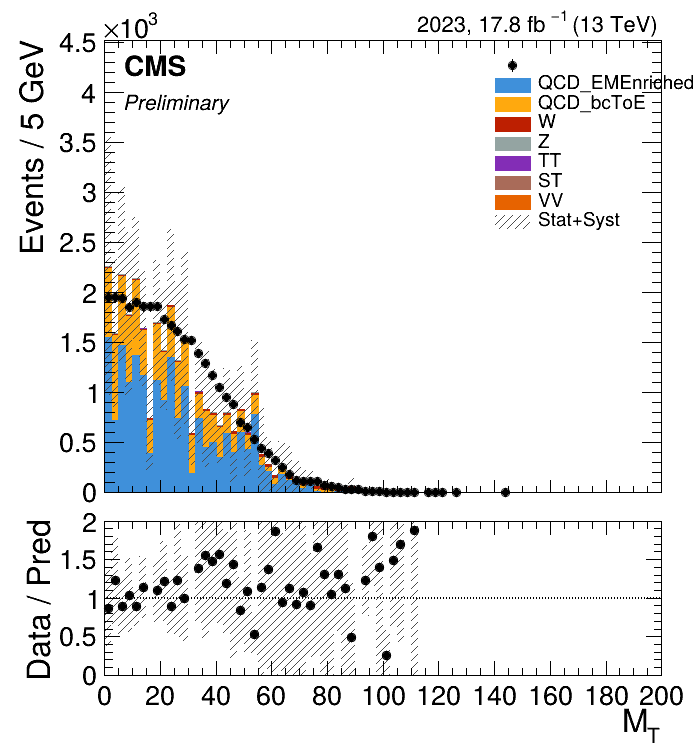 ×10³
2023, 17.8 fb⁻¹ (13 TeV)
Events / 5 GeV
4.5
4
3.5
3
2.5
2
1.5
1
0.5
0
CMS
Preliminary
QCD_EMEnriched
QCD_bcToE
W
Z
TT
ST
VV
Stat+Syst
Data / Pred
2
1.5
1
0.5
0
0 20 40 60 80 100 120 140 160 180 200
M_T